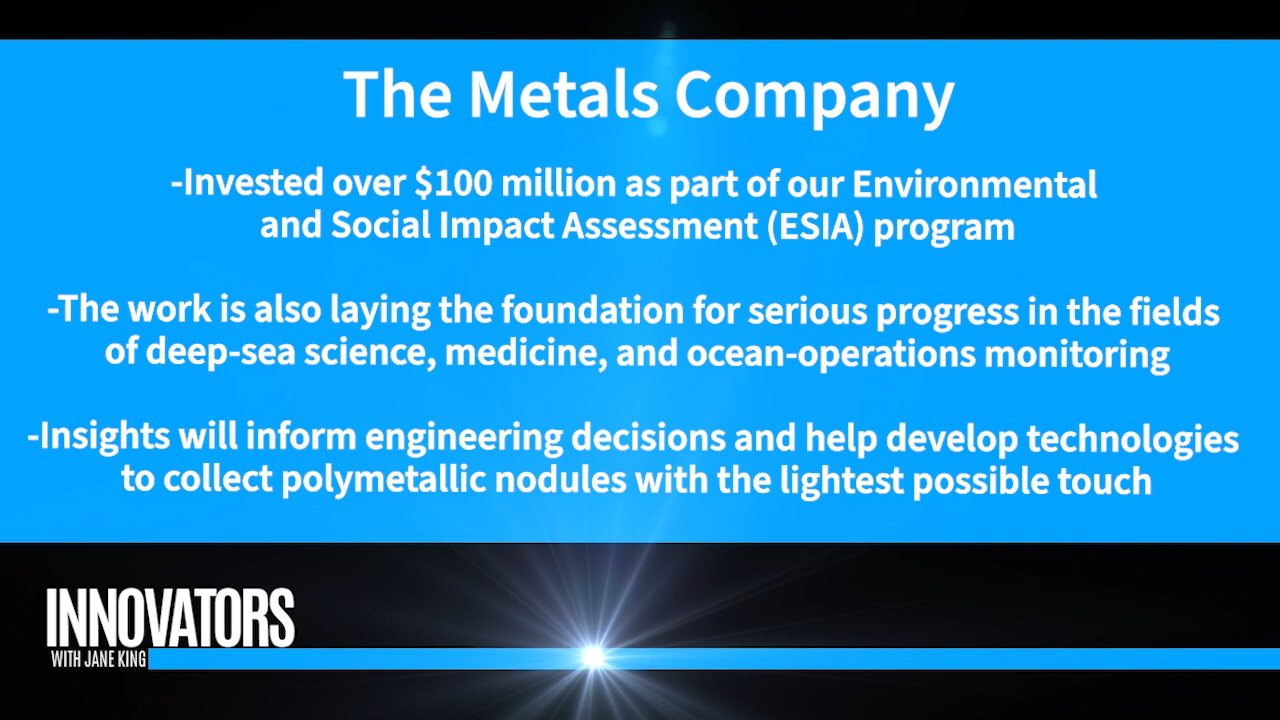 The Metals Company
-Invested over $100 million as part of our Environmental
and Social Impact Assessment (ESIA) program
-The work is also laying the foundation for serious progress in the fields
of deep-sea science, medicine, and ocean-operations monitoring
-Insights will inform engineering decisions and help develop technologies
to collect polymetallic nodules with the lightest possible touch
INNOVATORS
WITH JANE KING